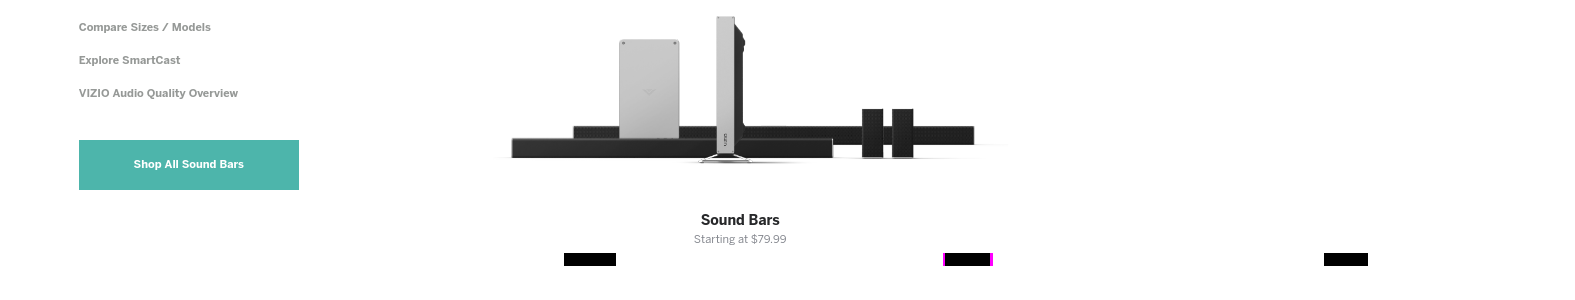 Compare Sizes / Models
Explore SmartCast
VIZIO Audio Quality Overview
Shop All Sound Bars
Sound Bars
Starting at $79.99